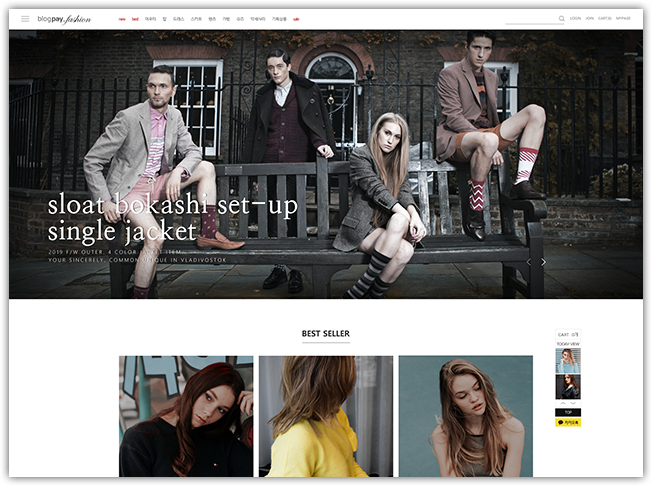 blogpay.fashion
new best 아우터 탑 드레스 스커트 팬츠 가방 슈즈 악세서리 기획상품 sale
LOGIN JOIN CART(0) MYPAGE
sloat bokashi set-up
single jacket
2019 F/W OUTER. 4 COLOR JACKET ITEM
YOUR SINCERELY, COMMON UNIQUE IN VLADIVOSTOK
BEST SELLER
CART 0개
TODAY VIEW
TOP
카카오톡